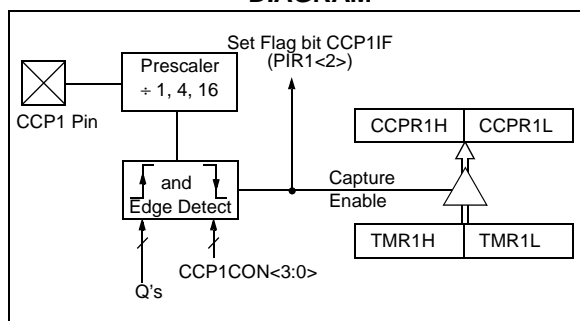 DIAGRAM
Set Flag bit CCP1IF
(PIR1<2>)
Prescaler
÷ 1, 4, 16
CCP1 Pin
CCPR1H
CCPR1L
and
Edge Detect
Capture
Enable
TMR1H
TMR1L
CCP1CON<3:0>
Q's